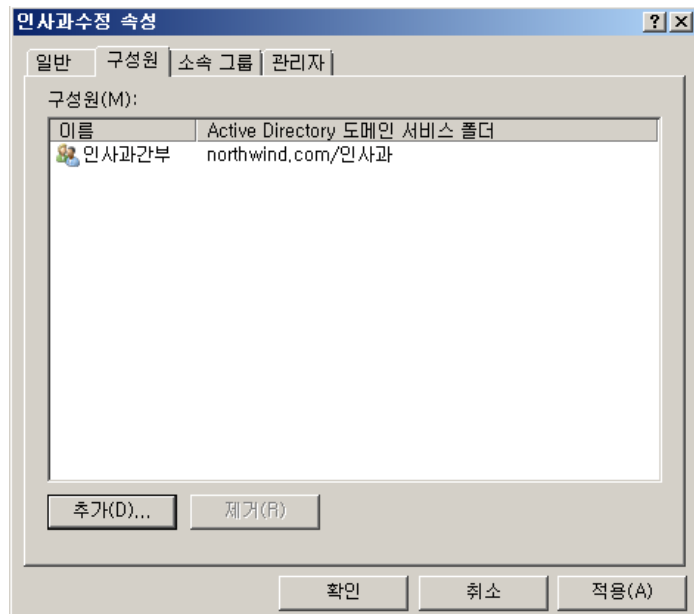 인사과수정 속성
일반 구성원 소속 그룹 관리자
구성원(M):
이름 Active Directory 도메인 서비스 폴더
인사과간부 northwind.com/인사과
추가(D)... 제거(R)
확인 취소 적용(A)